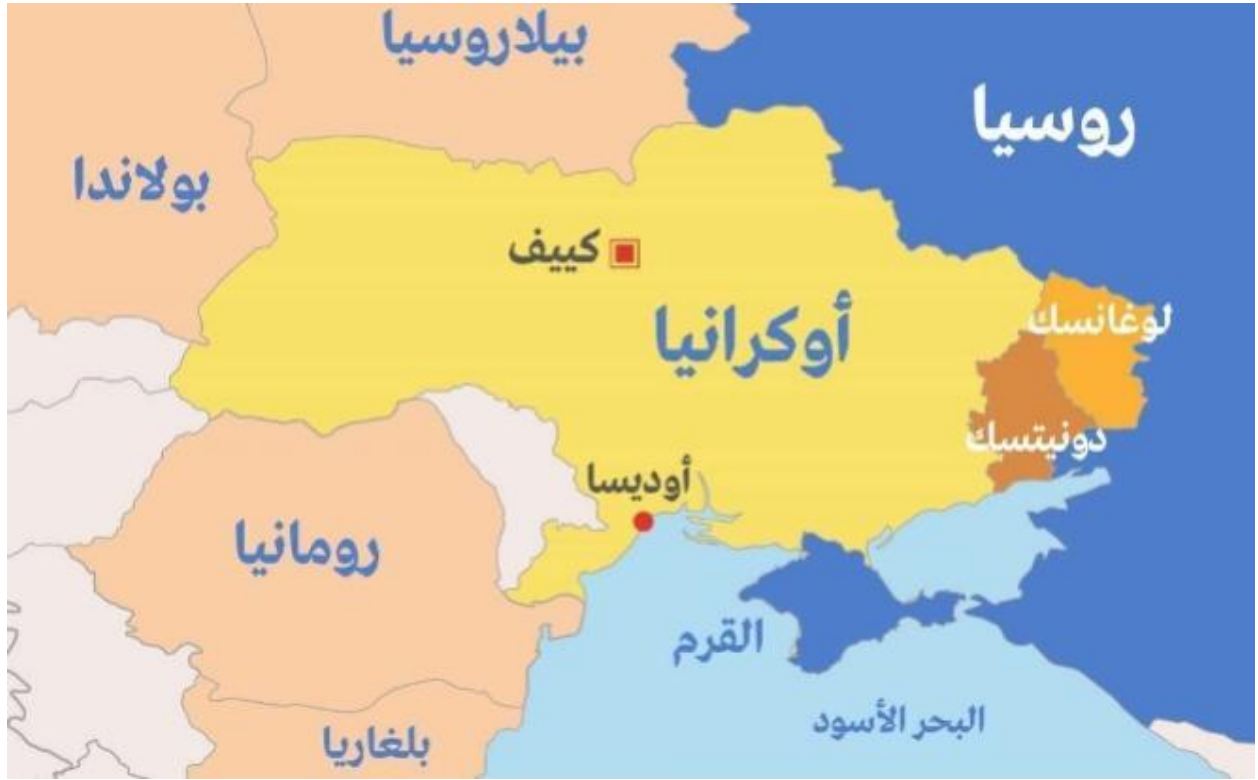 بيلاروسيا
روسيا
بولاندا
كييف
أوكرانيا
لوغانسك
دونيتسك
أوديسا
رومانيا
القرم
البحر الأسود
بلغاريا